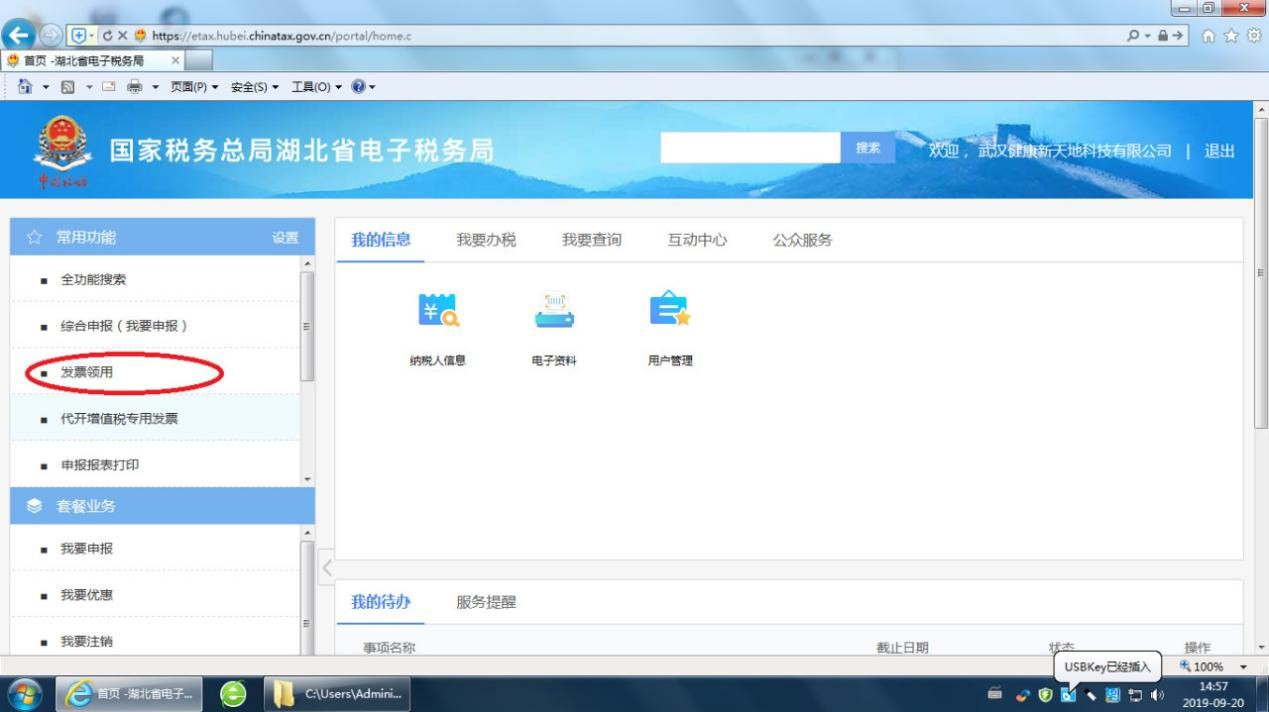 https://etax.hubei.chinatax.gov.cn/portal/home.c
首页 -湖北省电子税务局
页面(P) 安全(S) 工具(O)
国家税务总局湖北省电子税务局
搜索
欢迎，武汉健康新天地科技有限公司 | 退出
常用功能 设置
全功能搜索
综合申报（我要申报）
发票领用
代开增值税专用发票
申报报表打印
套餐业务
我要申报
我要优惠
我要注销
我的信息 我要办税 我要查询 互动中心 公众服务
纳税人信息 电子资料 用户管理
我的待办 服务提醒
事项名称 截止日期 状态 操作
USBKey已经插入
100%
首页 -湖北省电子...
C:\Users\Admini...
14:57
2019-09-20